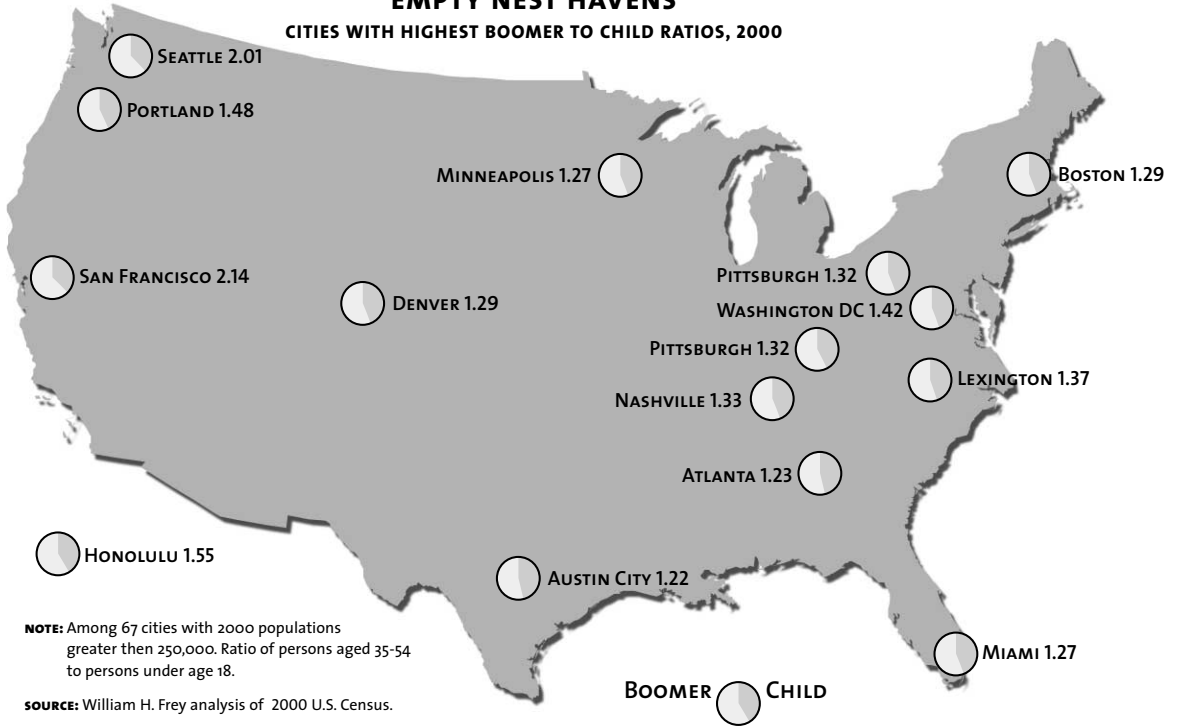 EMPTY NEST HAVENS
CITIES WITH HIGHEST BOOMER TO CHILD RATIOS, 2000
SEATTLE 2.01
PORTLAND 1.48
MINNEAPOLIS 1.27
BOSTON 1.29
SAN FRANCISCO 2.14
DENVER 1.29
PITTSBURGH 1.32
WASHINGTON DC 1.42
PITTSBURGH 1.32
LEXINGTON 1.37
NASHVILLE 1.33
ATLANTA 1.23
HONOLULU 1.55
AUSTIN CITY 1.22
MIAMI 1.27
NOTE: Among 67 cities with 2000 populations
greater then 250,000. Ratio of persons aged 35-54
to persons under age 18.
SOURCE: William H. Frey analysis of 2000 U.S. Census.
BOOMER CHILD